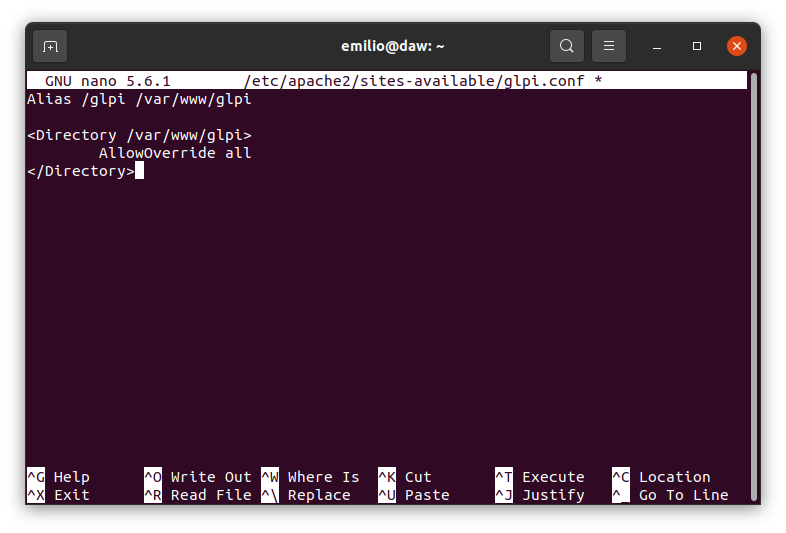 emilio@daw: ~
GNU nano 5.6.1 /etc/apache2/sites-available/glpi.conf *
Alias /glpi /var/www/glpi
<Directory /var/www/glpi>
AllowOverride all
</Directory>
^G Help ^O Write Out ^W Where Is ^K Cut ^T Execute ^C Location
^X Exit ^R Read File ^\ Replace ^U Paste ^J Justify ^_ Go To Line